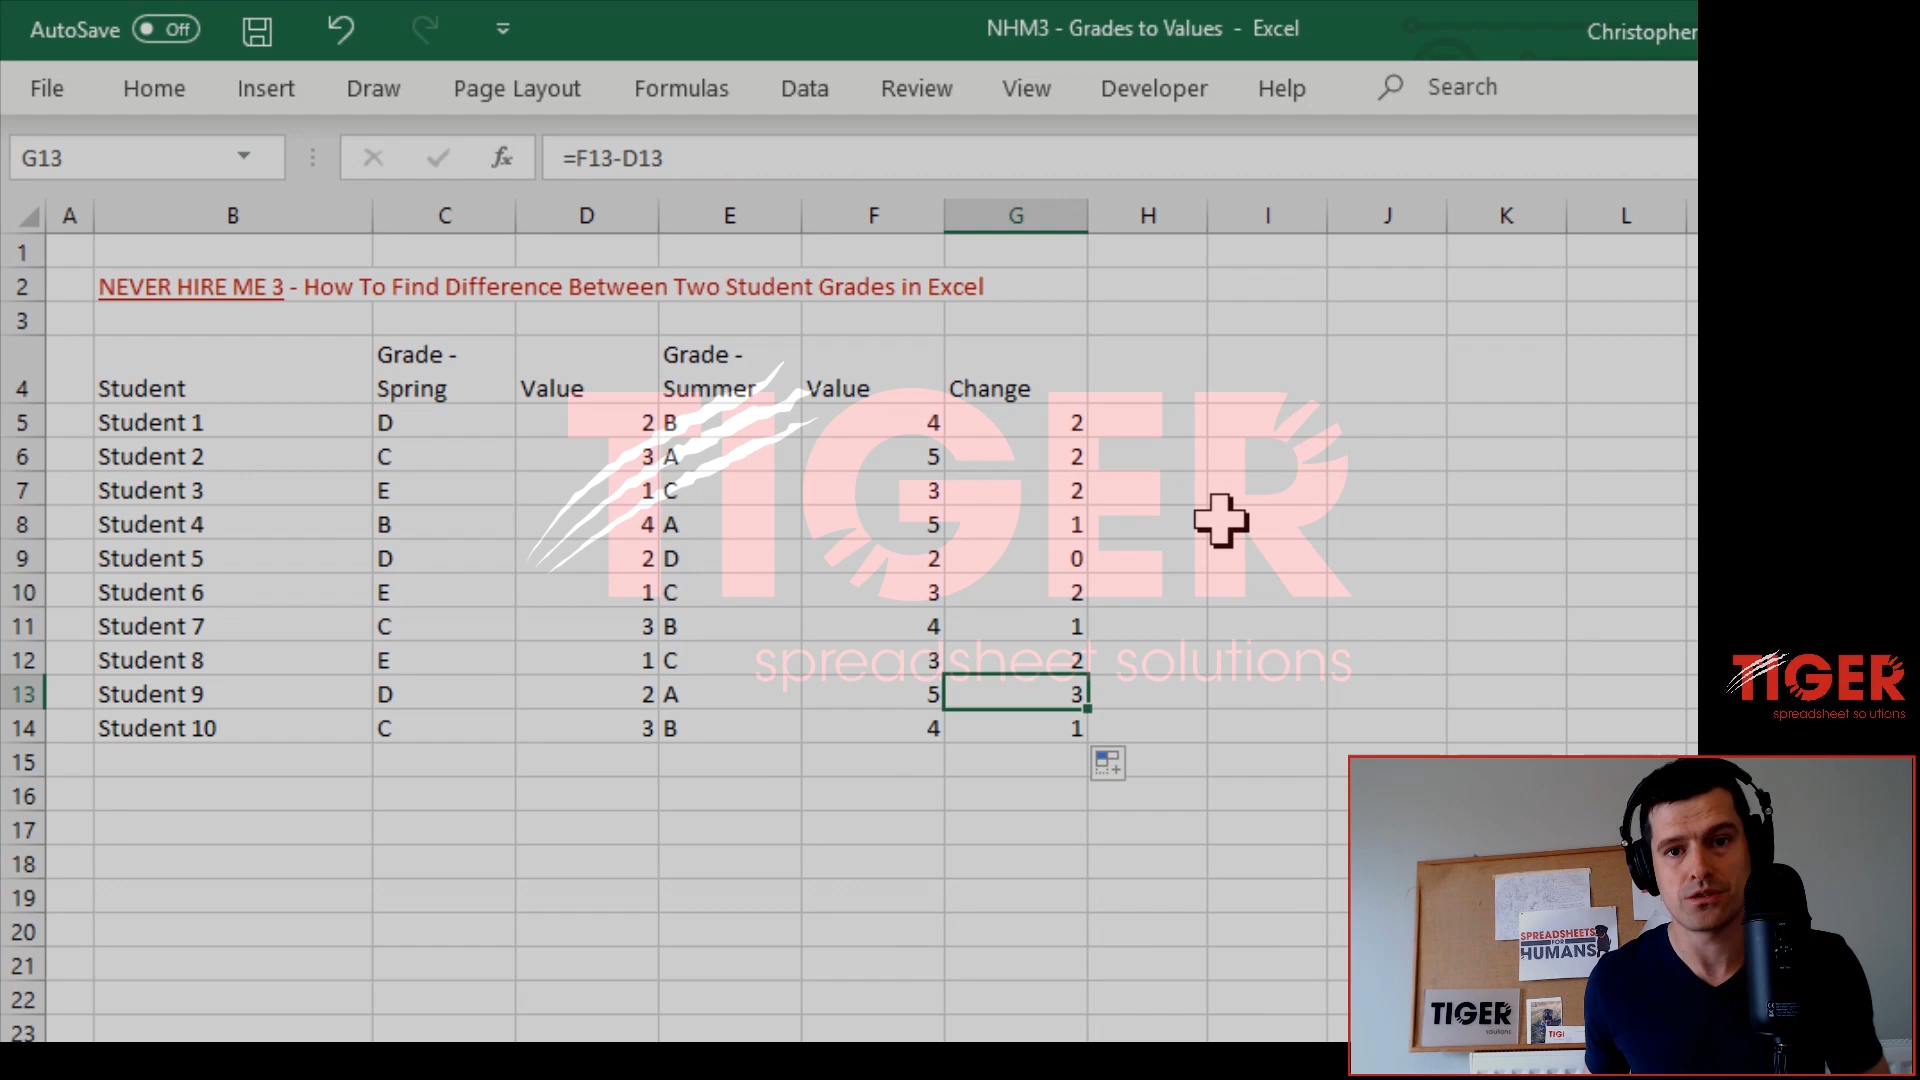 AutoSave Off NHM3 - Grades to Values - Excel Christopher
File Home Insert Draw Page Layout Formulas Data Review View Developer Help Search
G13 fx =F13-D13
A B C D E F G H I J K L
1
2 NEVER HIRE ME 3 - How To Find Difference Between Two Student Grades in Excel
3
Grade - Grade -
4 Student Spring Value Summer Value Change
5 Student 1 D 2 B 4 2
6 Student 2 C 3 A 5 2
7 Student 3 E 1 C 3 2
8 Student 4 B 4 A 5 1
9 Student 5 D 2 D 2 0
10 Student 6 E 1 C 3 2
11 Student 7 C 3 B 4 1
12 Student 8 E 1 C 3 2
13 Student 9 D 2 A 5 3
14 Student 10 C 3 B 4 1
15
16
17
18
19
20
21
22
23
TIGER
spreadsheet solutions
TIGER
spreadsheet solutions
SPREADSHEETS
FOR
HUMANS
TIGER
solutions
TIGI